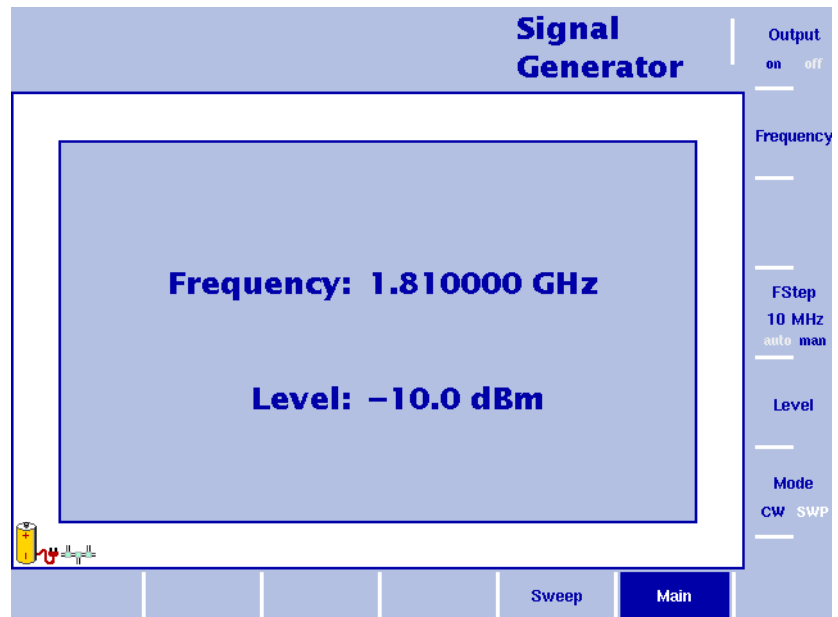 Signal
Generator
Output
on off
Frequency
Frequency: 1.810000 GHz
FStep
10 MHz
auto man
Level: −10.0 dBm
Level
Mode
CW SWP
Sweep Main